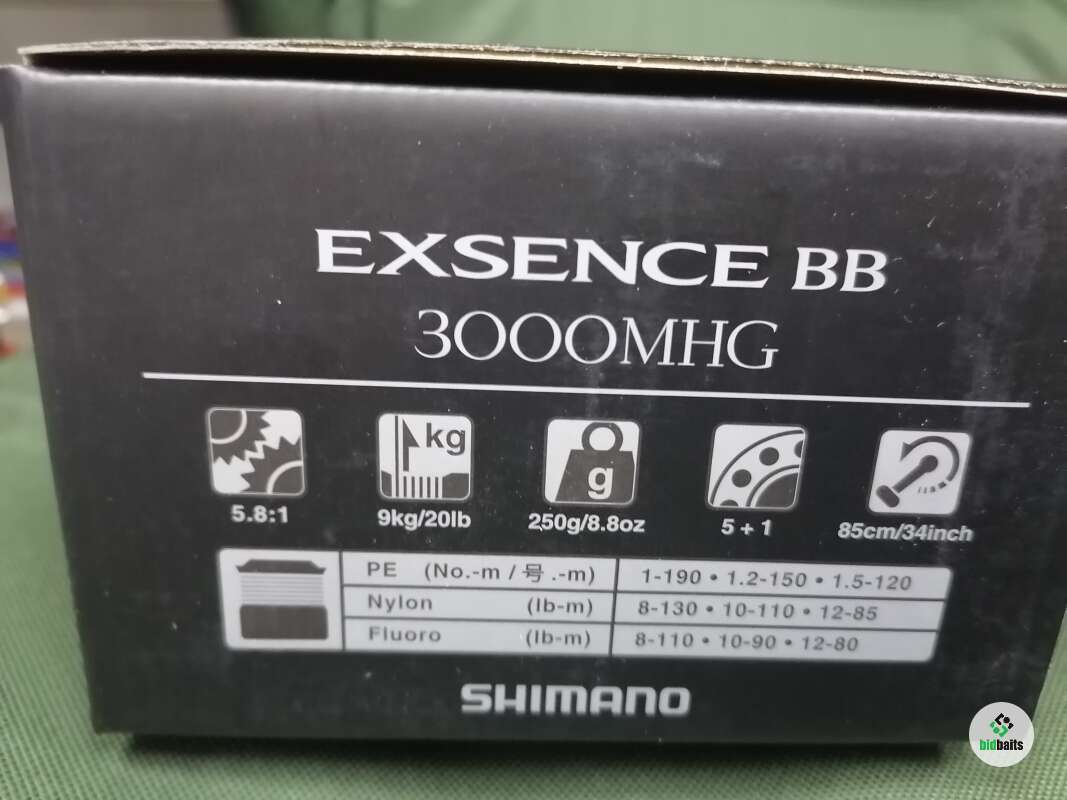 EXSENCE BB
3000MHG
kg
g
5.8:1
9kg/20lb
250g/8.8oz
5 + 1
85cm/34inch
PE (No.-m / 号.-m) 1-190 • 1.2-150 • 1.5-120
Nylon (lb-m) 8-130 • 10-110 • 12-85
Fluoro (lb-m) 8-110 • 10-90 • 12-80
SHIMANO
bidbaits